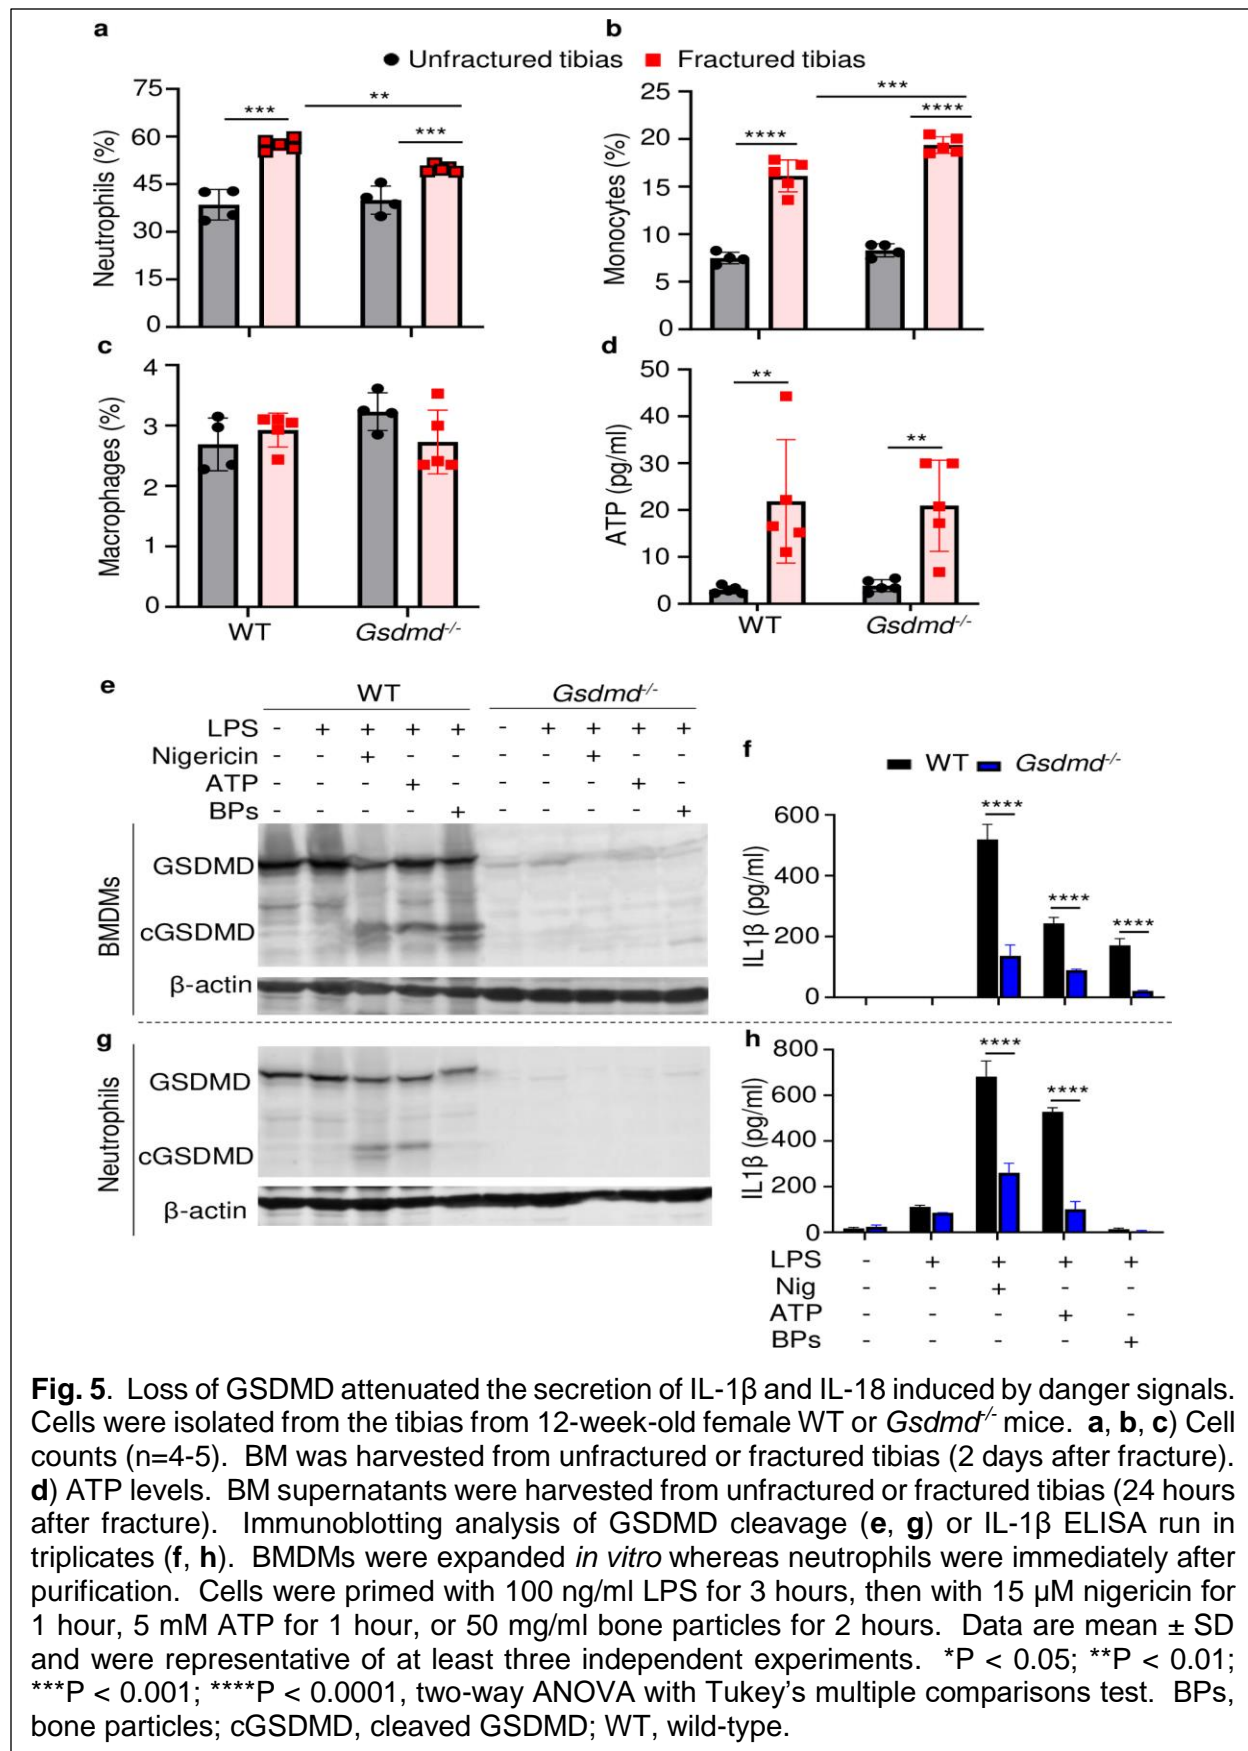 a
b
● Unfractured tibias ■ Fractured tibias
Neutrophils (%)
75
60
45
30
15
0
***
**
***
Monocytes (%)
25
20
15
10
5
0
****
***
****
c
d
Macrophages (%)
4
3
2
1
0
WT
Gsdmd-/-
ATP (pg/ml)
50
40
30
20
10
0
**
**
WT
Gsdmd-/-
e
WT
Gsdmd-/-
LPS - + + + + - + + + +
Nigericin - - + - - - - + - -
ATP - - - + - - - - + -
BPs - - - - + - - - - +
BMDMs
GSDMD
cGSDMD
β-actin
f
WT Gsdmd-/-
IL1β (pg/ml)
600
400
200
0
****
****
****
g
Neutrophils
GSDMD
cGSDMD
β-actin
h
IL1β (pg/ml)
800
600
400
200
0
****
****
LPS - + + + +
Nig - - + - -
ATP - - - + -
BPs - - - - +
Fig. 5. Loss of GSDMD attenuated the secretion of IL-1β and IL-18 induced by danger signals.
Cells were isolated from the tibias from 12-week-old female WT or Gsdmd-/- mice. a, b, c) Cell
counts (n=4-5). BM was harvested from unfractured or fractured tibias (2 days after fracture).
d) ATP levels. BM supernatants were harvested from unfractured or fractured tibias (24 hours
after fracture). Immunoblotting analysis of GSDMD cleavage (e, g) or IL-1β ELISA run in
triplicates (f, h). BMDMs were expanded in vitro whereas neutrophils were immediately after
purification. Cells were primed with 100 ng/ml LPS for 3 hours, then with 15 µM nigericin for
1 hour, 5 mM ATP for 1 hour, or 50 mg/ml bone particles for 2 hours. Data are mean ± SD
and were representative of at least three independent experiments. *P < 0.05; **P < 0.01;
***P < 0.001; ****P < 0.0001, two-way ANOVA with Tukey's multiple comparisons test. BPs,
bone particles; cGSDMD, cleaved GSDMD; WT, wild-type.